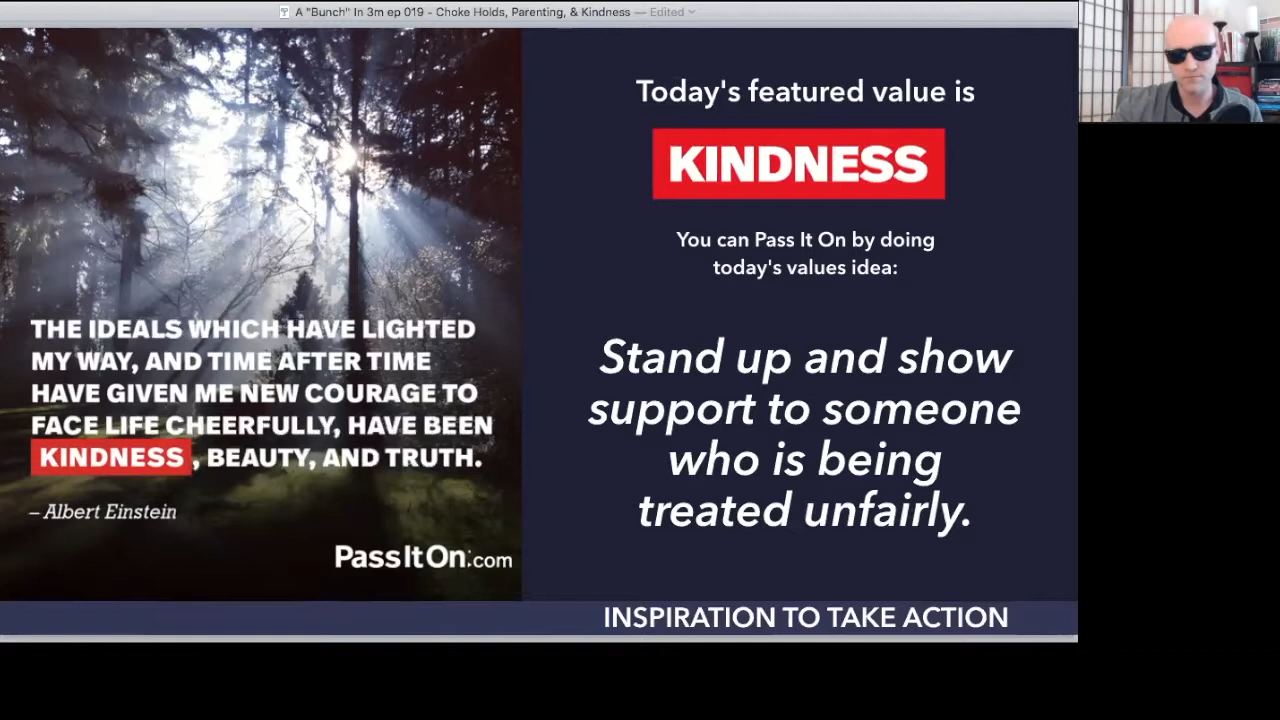 A "Bunch" In 3m ep 019 - Choke Holds, Parenting, & Kindness — Edited
THE IDEALS WHICH HAVE LIGHTED
MY WAY, AND TIME AFTER TIME
HAVE GIVEN ME NEW COURAGE TO
FACE LIFE CHEERFULLY, HAVE BEEN
KINDNESS, BEAUTY, AND TRUTH.
– Albert Einstein
PassItOn.com
Today's featured value is
KINDNESS
You can Pass It On by doing
today's values idea:
Stand up and show
support to someone
who is being
treated unfairly.
INSPIRATION TO TAKE ACTION